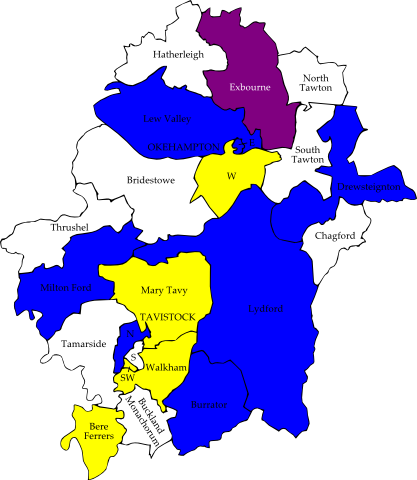 Hatherleigh
Exbourne
North
Tawton
Lew Valley
OKEHAMPTON
E
South
Tawton
Bridestowe
W
Drewsteignton
Thrushel
Chagford
Milton Ford
Mary Tavy
Lydford
TAVISTOCK
N
Tamarside
S
Walkham
SW
Burrator
Buckland
Monachorum
Bere
Ferrers